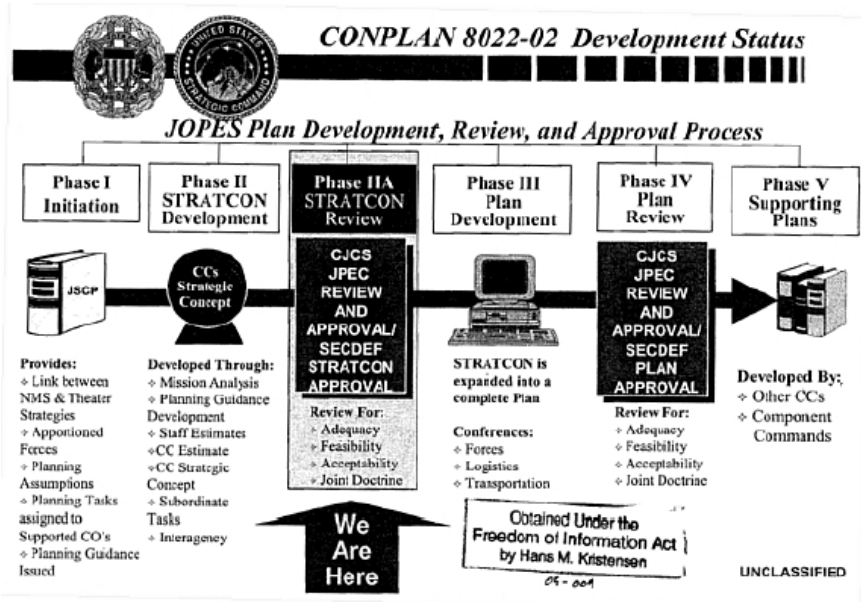 CONPLAN 8022-02 Development Status
UNITED STATES
STRATEGIC COMMAND
JOPES Plan Development, Review, and Approval Process
Phase I
Initiation
Phase II
STRATCON
Development
Phase IIA
STRATCON
Review
Phase III
Plan
Development
Phase IV
Plan
Review
Phase V
Supporting
Plans
JSCP
CCs
Strategic
Concept
CJCS
JPEC
REVIEW
AND
APPROVAL/
SECDEF
STRATCON
APPROVAL
CJCS
JPEC
REVIEW
AND
APPROVAL/
SECDEF
PLAN
APPROVAL
Provides:
Link between
NMS & Theater
Strategies
Apportioned
Forces
Planning
Assumptions
Planning Tasks
assigned to
Supported CO's
Planning Guidance
Issued
Developed Through:
Mission Analysis
Planning Guidance
Development
Staff Estimates
CC Estimate
CC Strategic
Concept
Subordinate
Tasks
Interagency
Review For:
Adequacy
Feasibility
Acceptability
Joint Doctrine
STRATCON is
expanded into a
complete Plan
Conferences:
Forces
Logistics
Transportation
Review For:
Adequacy
Feasibility
Acceptability
Joint Doctrine
Developed By:
Other CCs
Component
Commands
We
Are
Here
Obtained Under the
Freedom of Information Act
by Hans M. Kristensen
UNCLASSIFIED